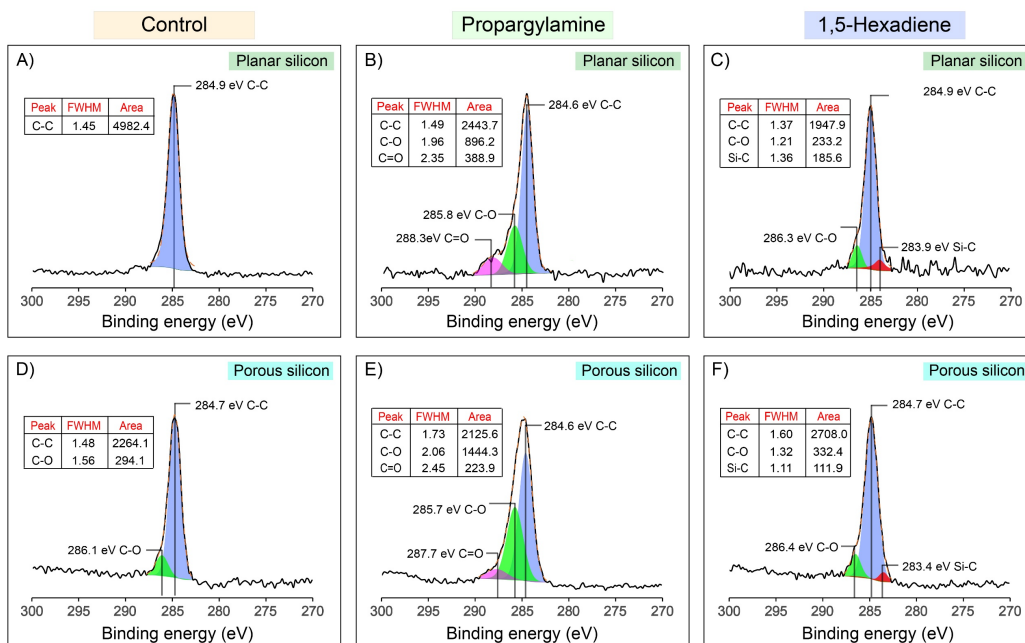 Control
Propargylamine
1,5-Hexadiene
A)
Planar silicon
284.9 eV C-C
Peak FWHM Area
C-C 1.45 4982.4
300 295 290 285 280 275 270
Binding energy (eV)
B)
Planar silicon
284.6 eV C-C
Peak FWHM Area
C-C 1.49 2443.7
C-O 1.96 896.2
C=O 2.35 388.9
285.8 eV C-O
288.3eV C=O
300 295 290 285 280 275 270
Binding energy (eV)
C)
Planar silicon
284.9 eV C-C
Peak FWHM Area
C-C 1.37 1947.9
C-O 1.21 233.2
Si-C 1.36 185.6
286.3 eV C-O
283.9 eV Si-C
300 295 290 285 280 275 270
Binding energy (eV)
D)
Porous silicon
284.7 eV C-C
Peak FWHM Area
C-C 1.48 2264.1
C-O 1.56 294.1
286.1 eV C-O
300 295 290 285 280 275 270
Binding energy (eV)
E)
Porous silicon
284.6 eV C-C
Peak FWHM Area
C-C 1.73 2125.6
C-O 2.06 1444.3
C=O 2.45 223.9
285.7 eV C-O
287.7 eV C=O
300 295 290 285 280 275 270
Binding energy (eV)
F)
Porous silicon
284.7 eV C-C
Peak FWHM Area
C-C 1.60 2708.0
C-O 1.32 332.4
Si-C 1.11 111.9
286.4 eV C-O
283.4 eV Si-C
300 295 290 285 280 275 270
Binding energy (eV)